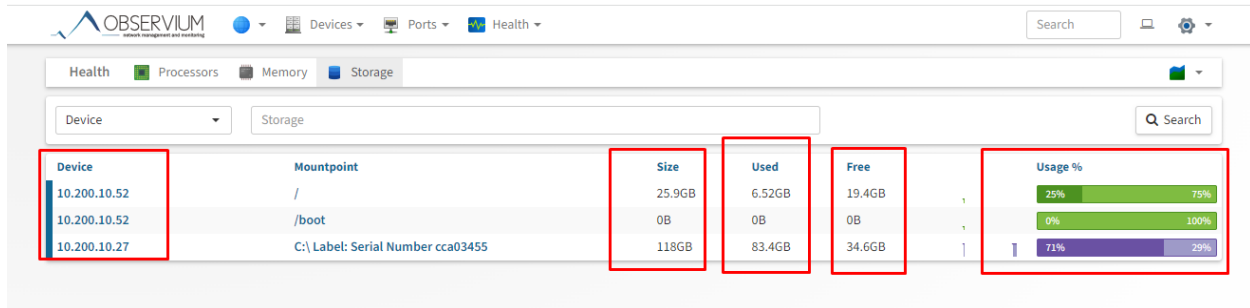 OBSERVIUM
network management and monitoring
Devices Ports Health Search
Health Processors Memory Storage
Device Storage Search
Device Mountpoint Size Used Free Usage %
10.200.10.52 / 25.9GB 6.52GB 19.4GB 25% 75%
10.200.10.52 /boot 0B 0B 0B 0% 100%
10.200.10.27 C:\ Label: Serial Number cca03455 118GB 83.4GB 34.6GB 71% 29%